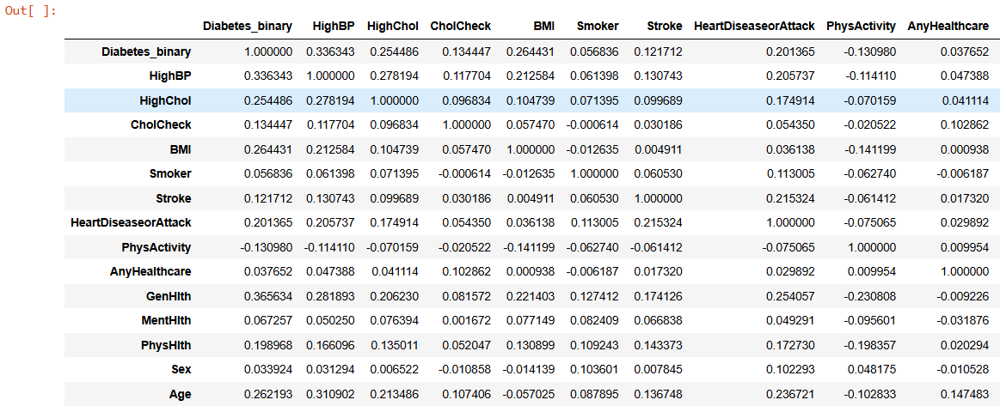 Out[ ]:
Diabetes_binary HighBP HighChol CholCheck BMI Smoker Stroke HeartDiseaseorAttack PhysActivity AnyHealthcare
Diabetes_binary 1.000000 0.336343 0.254486 0.134447 0.264431 0.056836 0.121712 0.201365 -0.130980 0.037652
HighBP 0.336343 1.000000 0.278194 0.117704 0.212584 0.061398 0.130743 0.205737 -0.114110 0.047388
HighChol 0.254486 0.278194 1.000000 0.096834 0.104739 0.071395 0.099689 0.174914 -0.070159 0.041114
CholCheck 0.134447 0.117704 0.096834 1.000000 0.057470 -0.000614 0.030186 0.054350 -0.020522 0.102862
BMI 0.264431 0.212584 0.104739 0.057470 1.000000 -0.012635 0.004911 0.036138 -0.141199 0.000938
Smoker 0.056836 0.061398 0.071395 -0.000614 -0.012635 1.000000 0.060530 0.113005 -0.062740 -0.006187
Stroke 0.121712 0.130743 0.099689 0.030186 0.004911 0.060530 1.000000 0.215324 -0.061412 0.017320
HeartDiseaseorAttack 0.201365 0.205737 0.174914 0.054350 0.036138 0.113005 0.215324 1.000000 -0.075065 0.029892
PhysActivity -0.130980 -0.114110 -0.070159 -0.020522 -0.141199 -0.062740 -0.061412 -0.075065 1.000000 0.009954
AnyHealthcare 0.037652 0.047388 0.041114 0.102862 0.000938 -0.006187 0.017320 0.029892 0.009954 1.000000
GenHlth 0.365634 0.281893 0.206230 0.081572 0.221403 0.127412 0.174126 0.254057 -0.230808 -0.009226
MentHlth 0.067257 0.050250 0.076394 0.001672 0.077149 0.082409 0.066838 0.049291 -0.095601 -0.031876
PhysHlth 0.198968 0.166096 0.135011 0.052047 0.130899 0.109243 0.143373 0.172730 -0.198357 0.020294
Sex 0.033924 0.031294 0.006522 -0.010858 -0.014139 0.103601 0.007845 0.102293 0.048175 -0.010528
Age 0.262193 0.310902 0.213486 0.107406 -0.057025 0.087895 0.136748 0.236721 -0.102833 0.147483